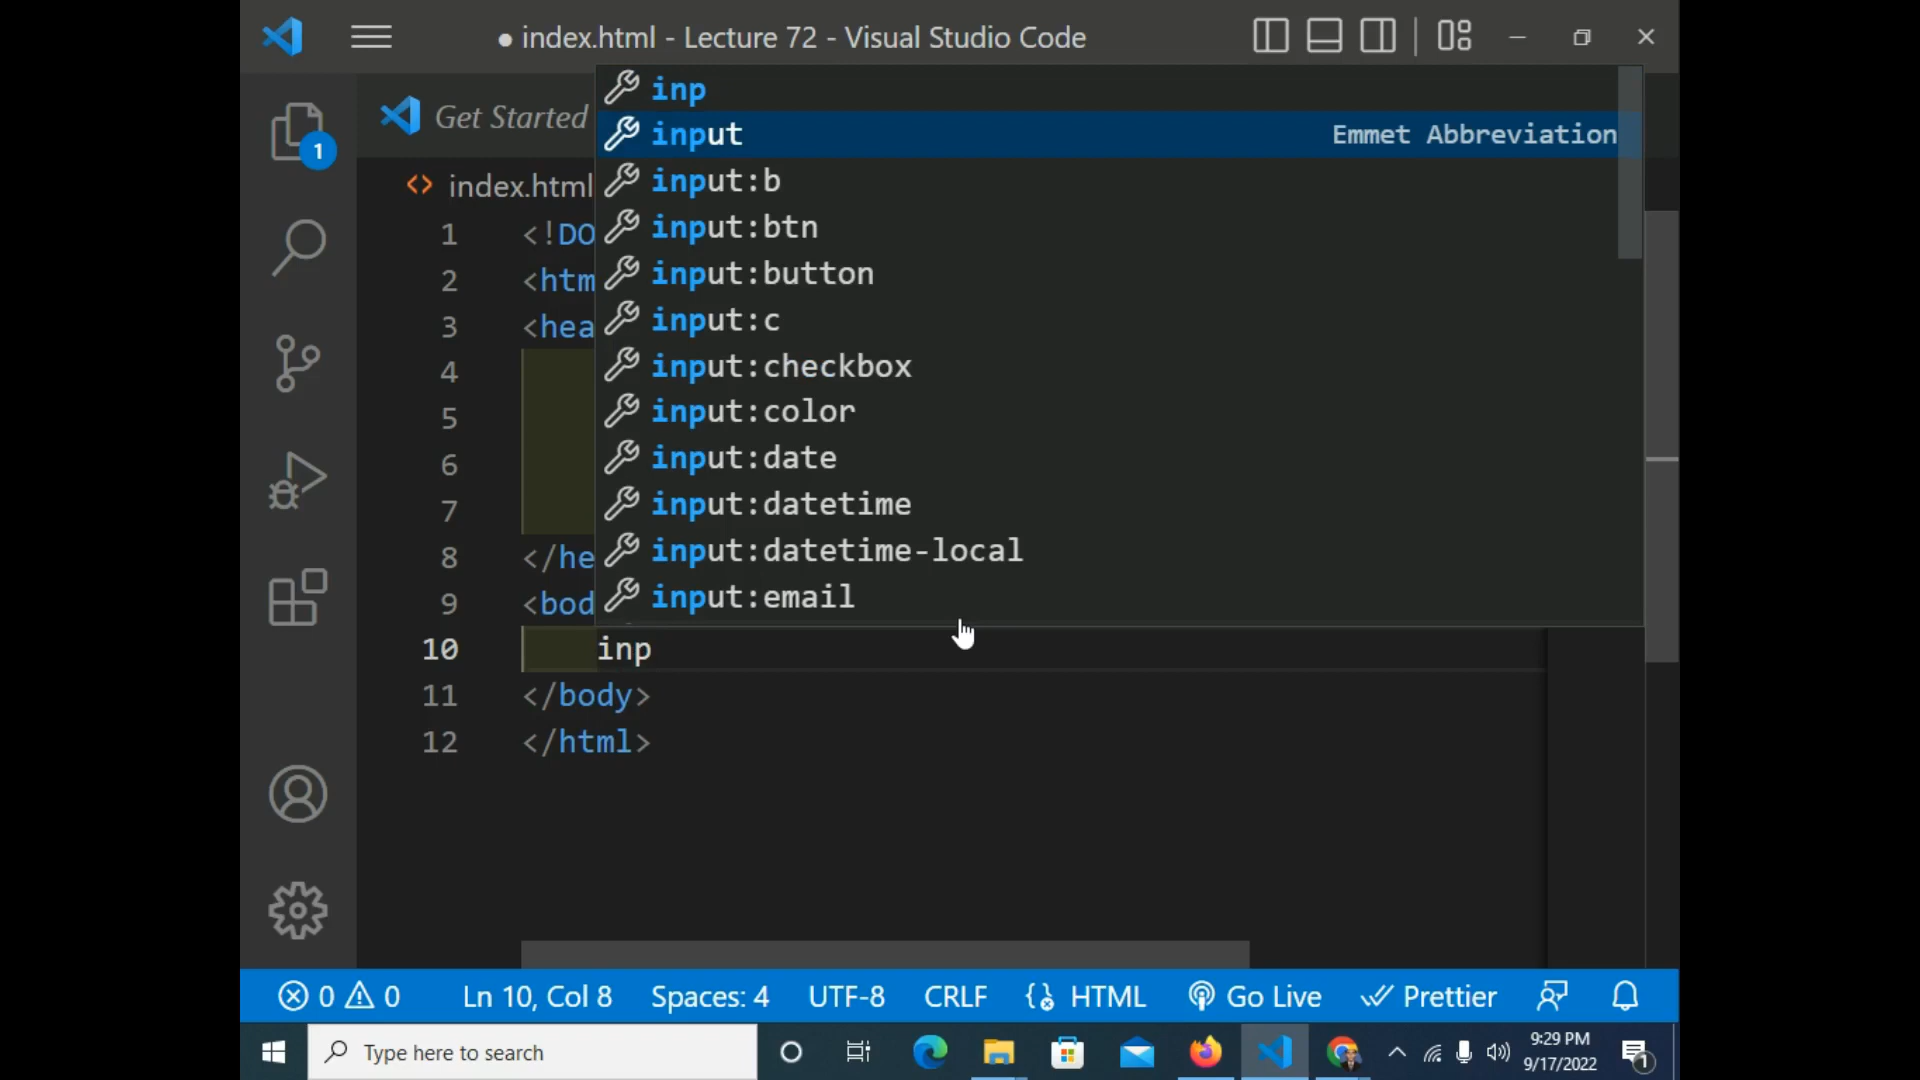 ● index.html - Lecture 72 - Visual Studio Code
1
Get Started
<> index.html
inp
input Emmet Abbreviation
input:b
input:btn
input:button
input:c
input:checkbox
input:color
input:date
input:datetime
input:datetime-local
input:email
1 <!DO
2 <htm
3 <hea
4
5
6
7
8 </he
9 <bod
10 inp
11 </body>
12 </html>
0 0 Ln 10, Col 8 Spaces: 4 UTF-8 CRLF HTML Go Live Prettier
Type here to search
9:29 PM
9/17/2022
1